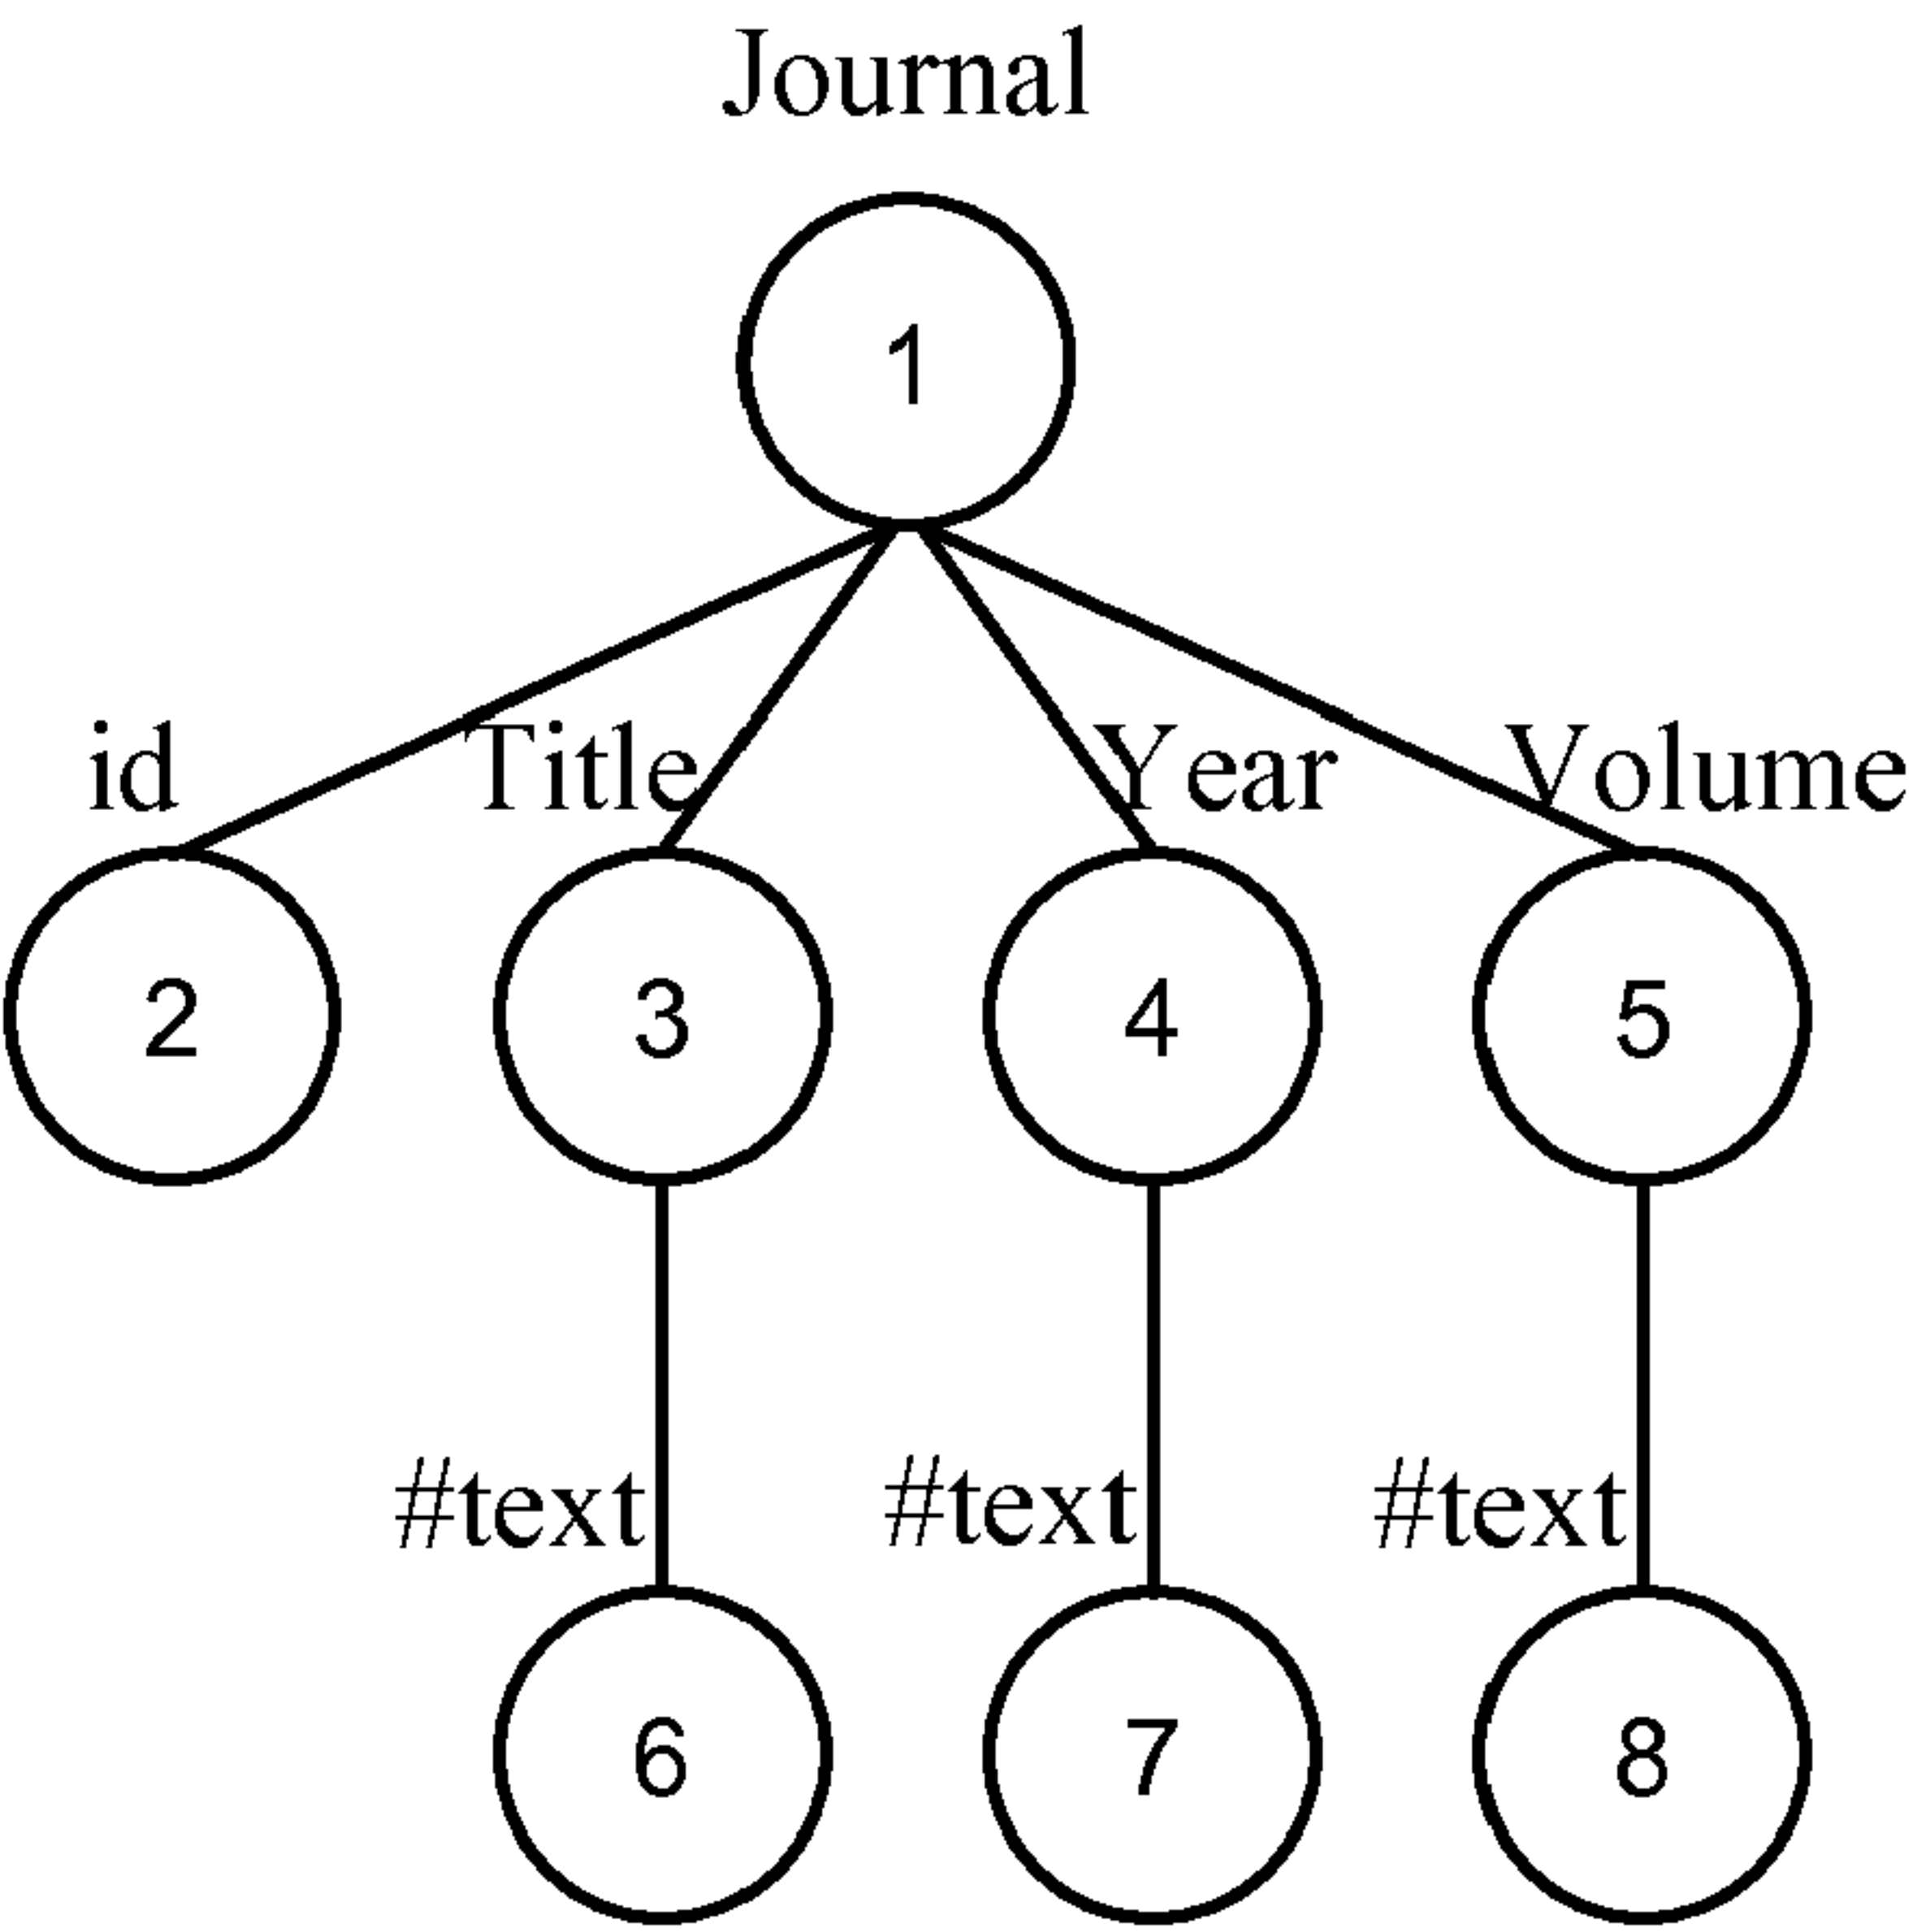 Journal
1
id Title Year Volume
2 3 4 5
#text #text #text
6 7 8